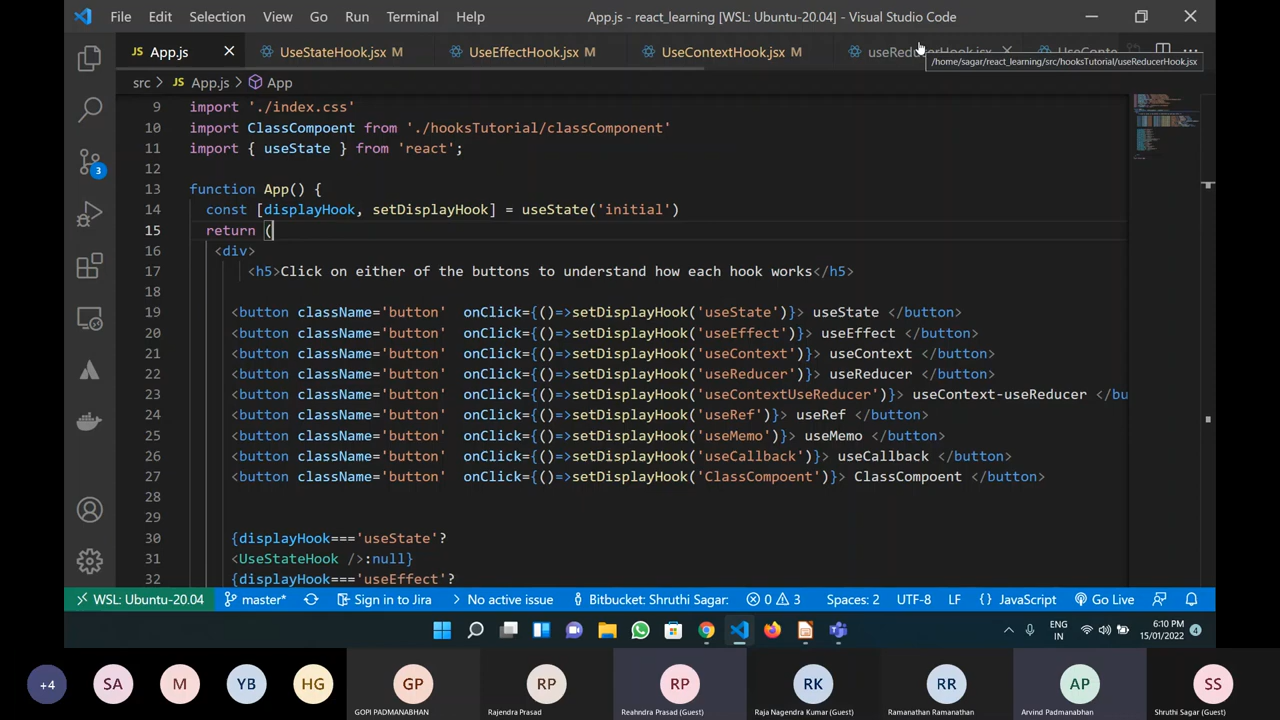 File Edit Selection View Go Run Terminal Help App.js - react_learning [WSL: Ubuntu-20.04] - Visual Studio Code
JS App.js UseStateHook.jsx M UseEffectHook.jsx M UseContextHook.jsx M useReducerHook.jsx UseConte
/home/sagar/react_learning/src/hooksTutorial/useReducerHook.jsx
src > JS App.js > App
9 import './index.css'
10 import ClassCompoent from './hooksTutorial/classComponent'
11 import { useState } from 'react';
12
13 function App() {
14 const [displayHook, setDisplayHook] = useState('initial')
15 return (
16 <div>
17 <h5>Click on either of the buttons to understand how each hook works</h5>
18
19 <button className='button' onClick={()=>setDisplayHook('useState')}> useState </button>
20 <button className='button' onClick={()=>setDisplayHook('useEffect')}> useEffect </button>
21 <button className='button' onClick={()=>setDisplayHook('useContext')}> useContext </button>
22 <button className='button' onClick={()=>setDisplayHook('useReducer')}> useReducer </button>
23 <button className='button' onClick={()=>setDisplayHook('useContextUseReducer')}> useContext-useReducer </bu
24 <button className='button' onClick={()=>setDisplayHook('useRef')}> useRef </button>
25 <button className='button' onClick={()=>setDisplayHook('useMemo')}> useMemo </button>
26 <button className='button' onClick={()=>setDisplayHook('useCallback')}> useCallback </button>
27 <button className='button' onClick={()=>setDisplayHook('ClassCompoent')}> ClassCompoent </button>
28
29
30 {displayHook==='useState'?
31 <UseStateHook />:null}
32 {displayHook==='useEffect'?
3
WSL: Ubuntu-20.04 master* Sign in to Jira No active issue Bitbucket: Shruthi Sagar: 0 3 Spaces: 2 UTF-8 LF {} JavaScript Go Live
ENG
IN
6:10 PM
15/01/2022
4
+4 SA M YB HG GP RP RP RK RR AP SS
GOPI PADMANABHAN Rajendra Prasad Reahndra Prasad (Guest) Raja Nagendra Kumar (Guest) Ramanathan Ramanathan Arvind Padmanabhan Shruthi Sagar (Guest)